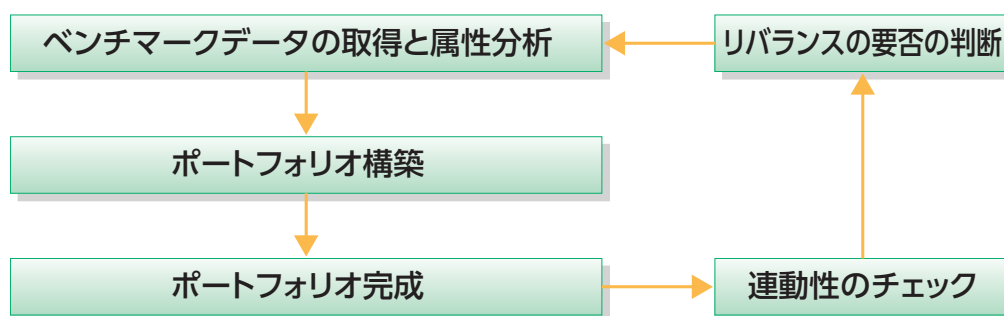 ベンチマークデータの取得と属性分析
リバランスの要否の判断
ポートフォリオ構築
ポートフォリオ完成
連動性のチェック